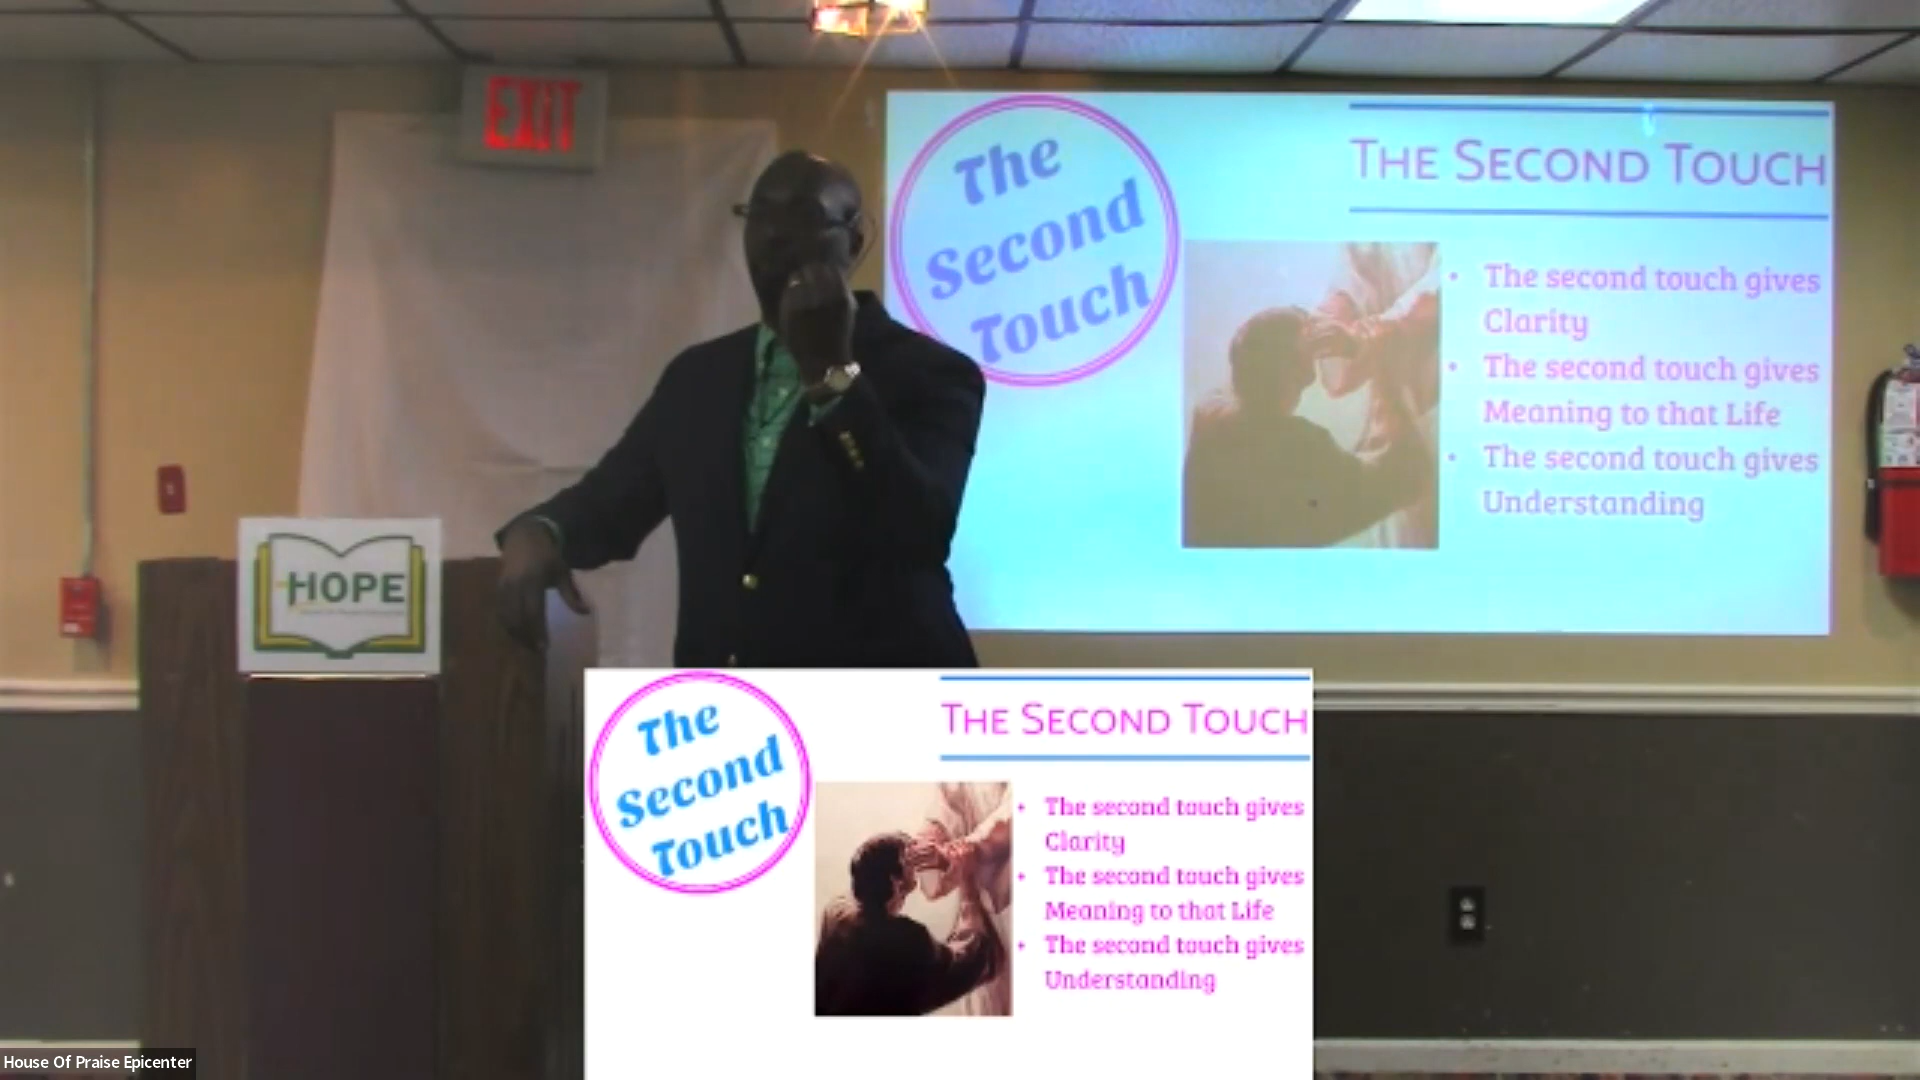 EXIT
The
Second
Touch
THE SECOND TOUCH
• The second touch gives
Clarity
• The second touch gives
Meaning to that Life
• The second touch gives
Understanding
HOPE
The
Second
Touch
THE SECOND TOUCH
• The second touch gives
Clarity
• The second touch gives
Meaning to that Life
• The second touch gives
Understanding
House Of Praise Epicenter